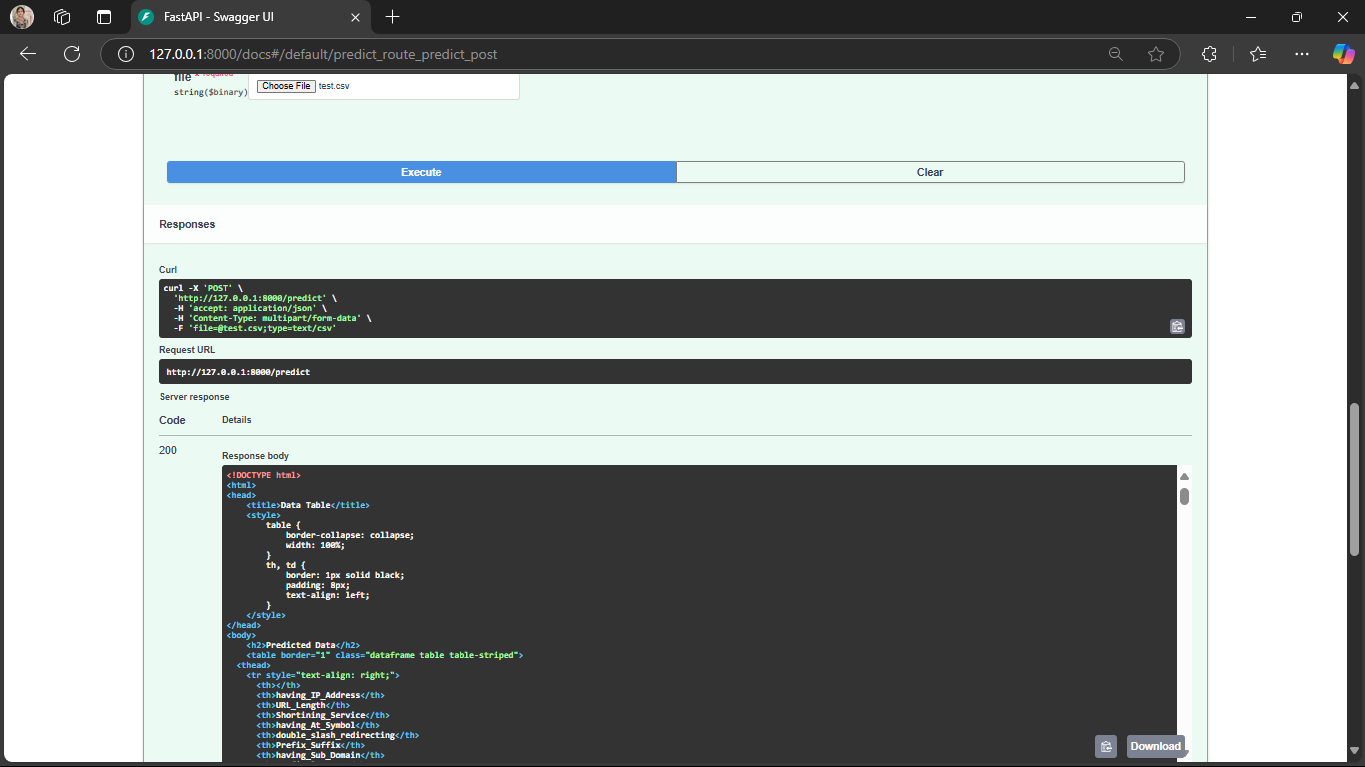 FastAPI - Swagger UI
127.0.0.1:8000/docs#/default/predict_route_predict_post
file * required
string($binary)
Choose File test.csv
Execute
Clear
Responses
Curl
curl -X 'POST' \
'http://127.0.0.1:8000/predict' \
-H 'accept: application/json' \
-H 'Content-Type: multipart/form-data' \
-F 'file=@test.csv;type=text/csv'
Request URL
http://127.0.0.1:8000/predict
Server response
Code Details
200
Response body
<!DOCTYPE html>
<html>
<head>
<title>Data Table</title>
<style>
table {
border-collapse: collapse;
width: 100%;
}
th, td {
border: 1px solid black;
padding: 8px;
text-align: left;
}
</style>
</head>
<body>
<h2>Predicted Data</h2>
<table border="1" class="dataframe table table-striped">
<thead>
<tr style="text-align: right;">
<th></th>
<th>having_IP_Address</th>
<th>URL_Length</th>
<th>Shortining_Service</th>
<th>having_At_Symbol</th>
<th>double_slash_redirecting</th>
<th>Prefix_Suffix</th>
<th>having_Sub_Domain</th>
Download